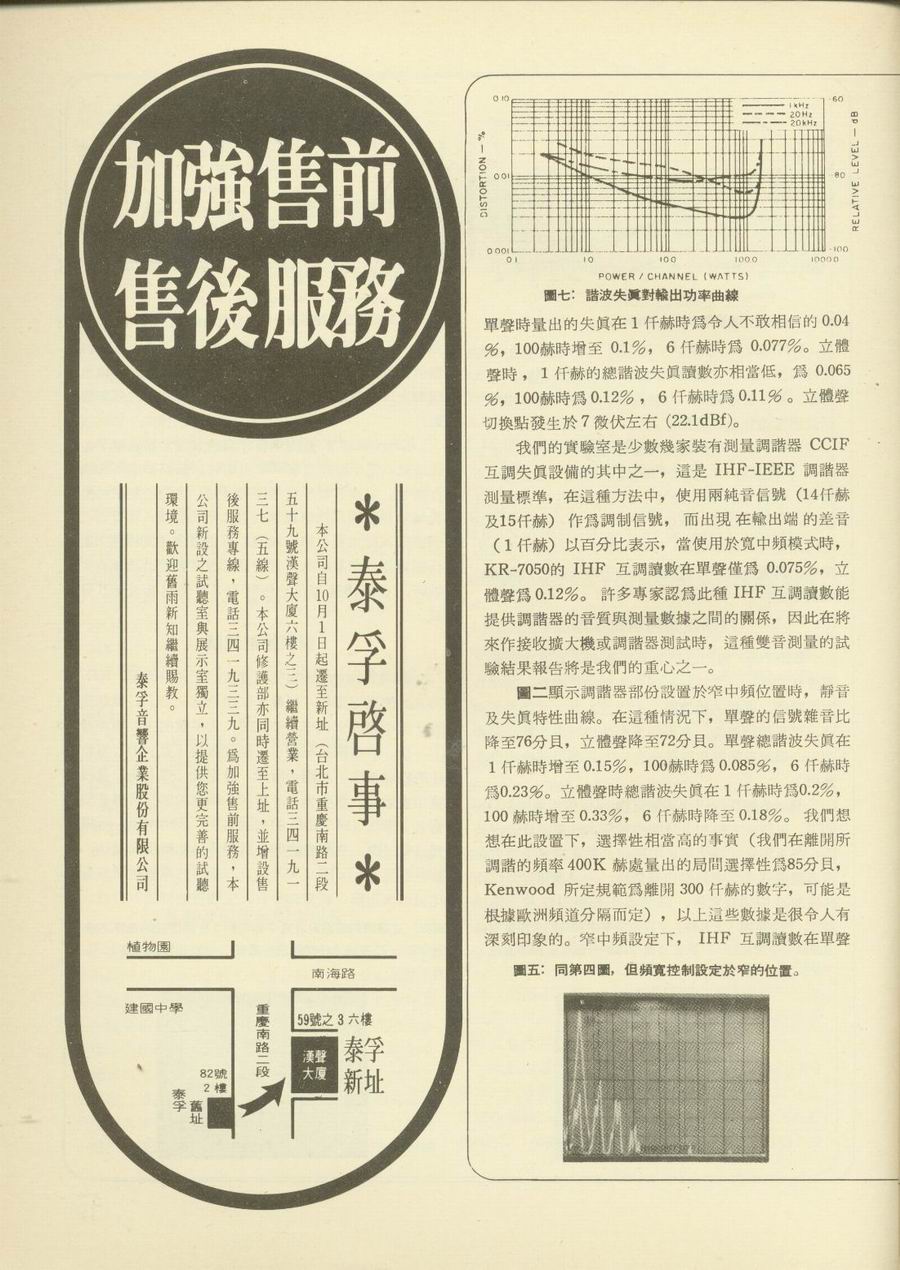 加強售前
售後服務
＊泰孚啓事＊
本公司自10月1日起遷至新址（台北市重慶南路二段
五十九號漢聲大廈六樓之三）繼續營業，電話三四一九一
三七（五線）。本公司修護部亦同時遷至上址，並增設售
後服務專線，電話三四一九三三九。爲加強售前服務，本
公司新設之試聽室與展示室獨立，以提供您更完善的試聽
環境。歡迎舊雨新知繼續賜教。
泰孚音響企業股份有限公司
植物園
南海路
建國中學
重慶南路二段
59號之3六樓
漢聲
大廈
泰孚
新址
82號
2樓
泰孚
舊址
0.10
0.01
0.001
DISTORTION — %
1kHz
20Hz
20kHz
-60
-80
-100
RELATIVE LEVEL — dB
0.1
1.0
10.0
100.0
1000.0
POWER / CHANNEL (WATTS)
圖七：諧波失眞對輸出功率曲線
單聲時量出的失眞在1仟赫時爲令人不敢相信的0.04
%，100赫時增至0.1%，6仟赫時爲0.077%。立體
聲時，1仟赫的總諧波失眞讀數亦相當低，爲0.065
%，100赫時爲0.12%，6仟赫時爲0.11%。立體聲
切換點發生於7微伏左右 (22.1dBf)。
我們的實驗室是少數幾家裝有測量調諧器 CCIF
互調失眞設備的其中之一，這是 IHF-IEEE 調諧器
測量標準，在這種方法中，使用兩純音信號（14仟赫
及15仟赫）作爲調制信號，而出現在輸出端的差音
（1仟赫）以百分比表示，當使用於寬中頻模式時，
KR-7050的 IHF 互調讀數在單聲僅爲 0.075%，立
體聲爲0.12%。許多專家認爲此種 IHF 互調讀數能
提供調諧器的音質與測量數據之間的關係，因此在將
來作接收擴大機或調諧器測試時，這種雙音測量的試
驗結果報告將是我們的重心之一。
圖二顯示調諧器部份設置於窄中頻位置時，靜音
及失眞特性曲線。在這種情況下，單聲的信號雜音比
降至76分貝，立體聲降至72分貝。單聲總諧波失眞在
1仟赫時增至0.15%，100赫時爲0.085%，6仟赫時
爲0.23%。立體聲時總諧波失眞在1仟赫時爲0.2%，
100赫時增至0.33%，6仟赫時降至0.18%。我們想
想在此設置下，選擇性相當高的事實（我們在離開所
調諧的頻率400K赫處量出的局間選擇性爲85分貝，
Kenwood 所定規範爲離開300仟赫的數字，可能是
根據歐洲頻道分隔而定），以上這些數據是很令人有
深刻印象的。窄中頻設定下，IHF 互調讀數在單聲
圖五：同第四圖，但頻寬控制設定於窄的位置。